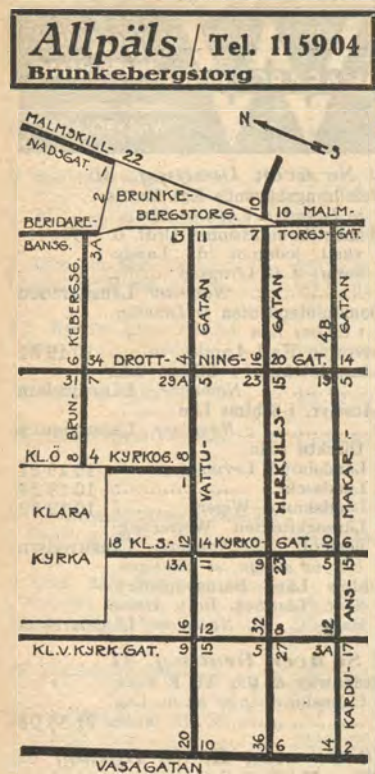 Allpäls / Tel. 115904
Brunkebergstorg
N
S
MALMSKILL- 22
NADSGAT. 1
2
BRUNKE-
10
BERIDARE- BERGSTORG. 10 MALM-
BANSG. 3A 13 11 7 TORGS- GAT.
KEBERGSG.
GATAN
GATAN
GATAN
4B
6 34 DROTT- 4 NING- 16 20 GAT. 14
7 29A 5 23 15 13 5
BRUN-
HERKULES
MAKAR-
KL.Ö 8 4 KYRKOG. 8
1
VATTU-
KLARA
KYRKA
18 KL.S- 12 14 KYRKO- GAT. 10 6
13A 11 9 23 5 15
ANS-
16 12 32 8 12
KL.V.KYRK.GAT. 9 15 5 27 3A 17
KARDU-
20 10 36 6 14 2
VASAGATAN